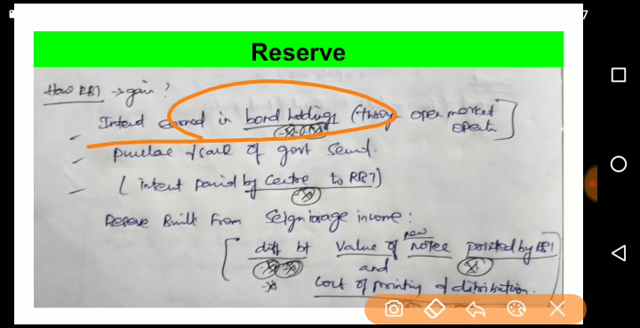 Reserve
How RBI → gain?
Interest earned in bond holdings (through open market operatn
Purchase / sale of govt Secu.
(interest paid by Centre to RBI)
Reserve Built from Seigniorage income:
new
diff bt value of notes printed by RBI
and
Cost of printing & distribution.